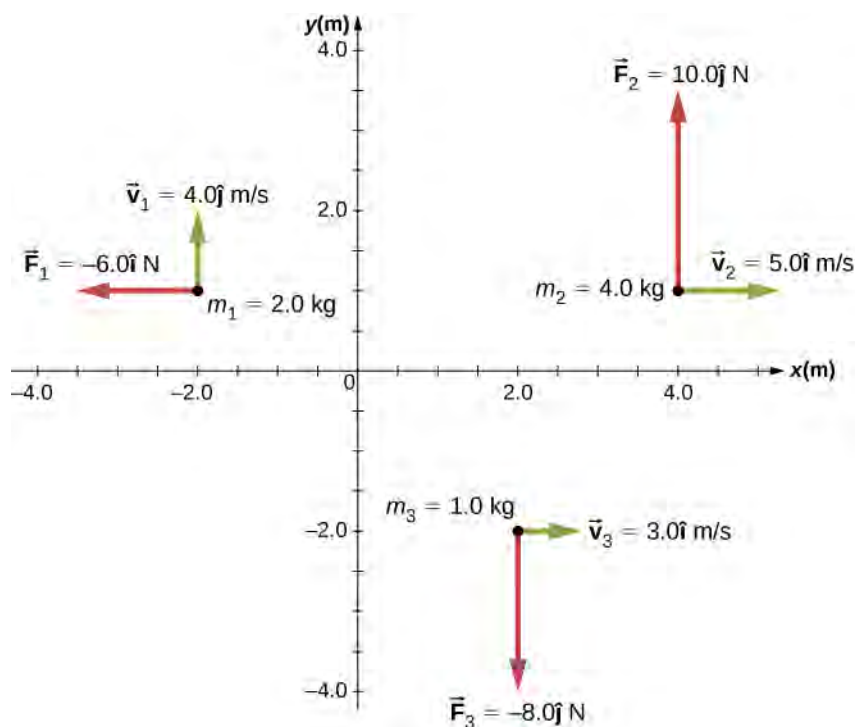 y(m)
4.0
F⃗₂ = 10.0ĵ N
v⃗₁ = 4.0ĵ m/s
2.0
F⃗₁ = –6.0î N
v⃗₂ = 5.0î m/s
m₁ = 2.0 kg
m₂ = 4.0 kg
–4.0
–2.0
0
2.0
4.0
x(m)
m₃ = 1.0 kg
–2.0
v⃗₃ = 3.0î m/s
–4.0
F⃗₃ = –8.0ĵ N